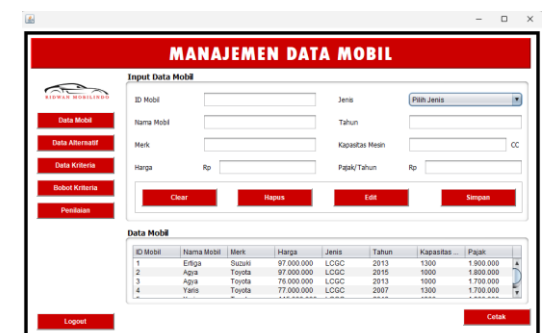 MANAJEMEN DATA MOBIL
RIDWAN MOBILINDO
Data Mobil
Data Alternatif
Data Kriteria
Bobot Kriteria
Penilaian
Logout
Input Data Mobil
ID Mobil
Jenis
Pilih Jenis
Nama Mobil
Tahun
Merk
Kapasitas Mesin
CC
Harga
Rp
Pajak/Tahun
Rp
Clear
Hapus
Edit
Simpan
Data Mobil
ID Mobil Nama Mobil Merk Harga Jenis Tahun Kapasitas ... Pajak
1 Ertiga Suzuki 97.000.000 LCGC 2013 1300 1.900.000
2 Agya Toyota 97.000.000 LCGC 2015 1000 1.800.000
3 Agya Toyota 76.000.000 LCGC 2013 1000 1.700.000
4 Yaris Toyota 77.000.000 LCGC 2007 1300 1.700.000
Cetak